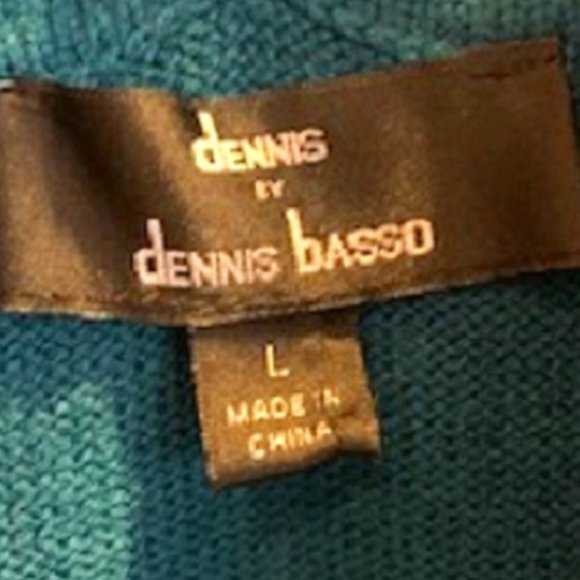 dENNIS
BY
dENNIS bASSO
L
MADE IN
CHINA